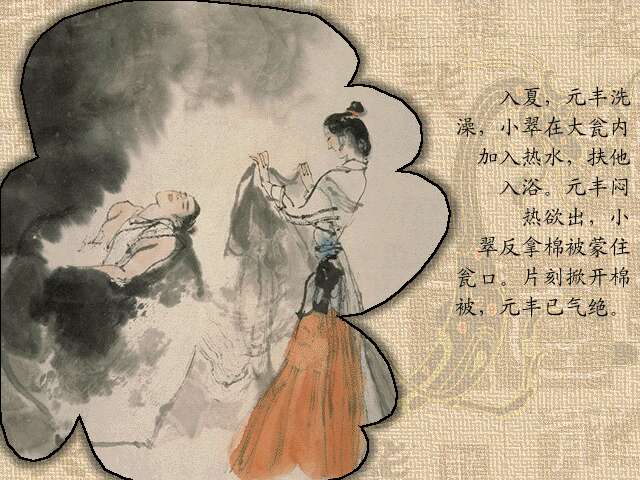 入夏，元丰洗
澡，小翠在大瓮内
加入热水，扶他
入浴。元丰闷
热欲出，小
翠反拿棉被蒙住
瓮口。片刻掀开棉
被，元丰已气绝。